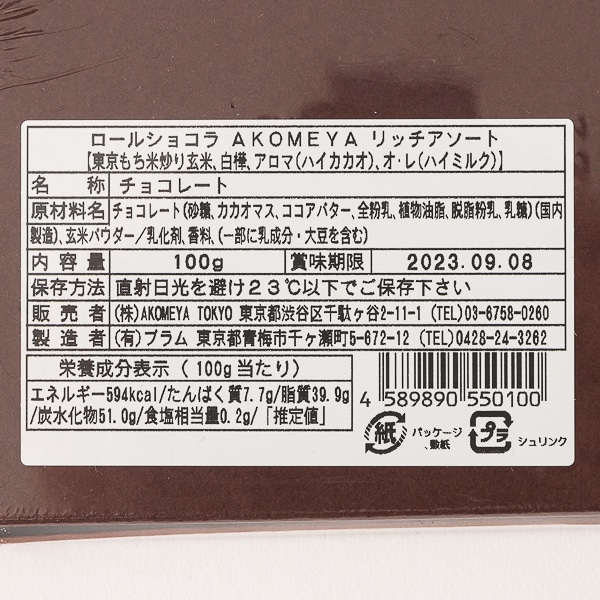 ロールショコラ AKOMEYA リッチアソート
【東京もち米炒り玄米、白樺、アロマ(ハイカカオ)、オ・レ(ハイミルク)】
名 称 チョコレート
原材料名 チョコレート(砂糖、カカオマス、ココアバター、全粉乳、植物油脂、脱脂粉乳、乳糖)(国内
製造)、玄米パウダー/乳化剤、香料、(一部に乳成分・大豆を含む)
内容量 100g 賞味期限 2023.09.08
保存方法 直射日光を避け23℃以下でご保存下さい
販売者 (株)AKOMEYA TOKYO 東京都渋谷区千駄ヶ谷2-11-1 (TEL)03-6758-0260
製造者 (有)プラム 東京都青梅市千ヶ瀬町5-672-12 (TEL)0428-24-3262
栄養成分表示(100g当たり)
エネルギー594kcal/たんぱく質7.7g/脂質39.9g
/炭水化物51.0g/食塩相当量0.2g/「推定値」
4 589890 550100
紙 パッケージ
、敷紙
プラ シュリンク